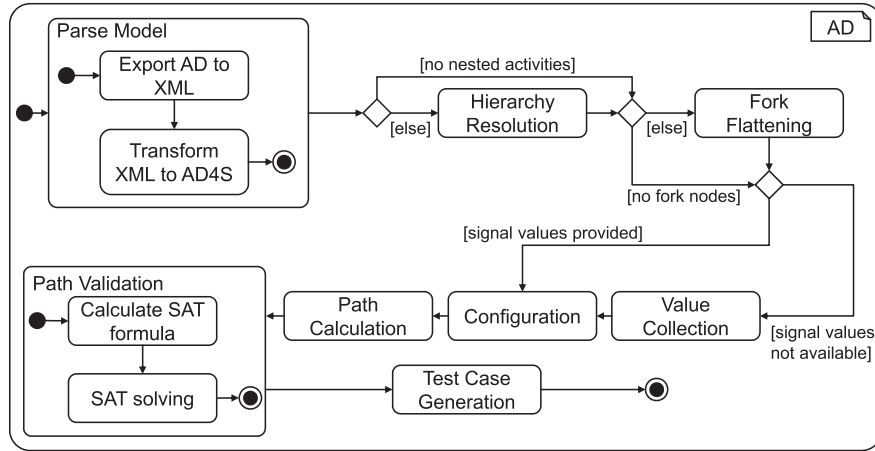 AD
Parse Model
Export AD to
XML
Transform
XML to AD4S
[no nested activities]
[else]
Hierarchy
Resolution
[else]
Fork
Flattening
[no fork nodes]
[signal values provided]
[signal values
not available]
Value
Collection
Configuration
Path
Calculation
Path Validation
Calculate SAT
formula
SAT solving
Test Case
Generation